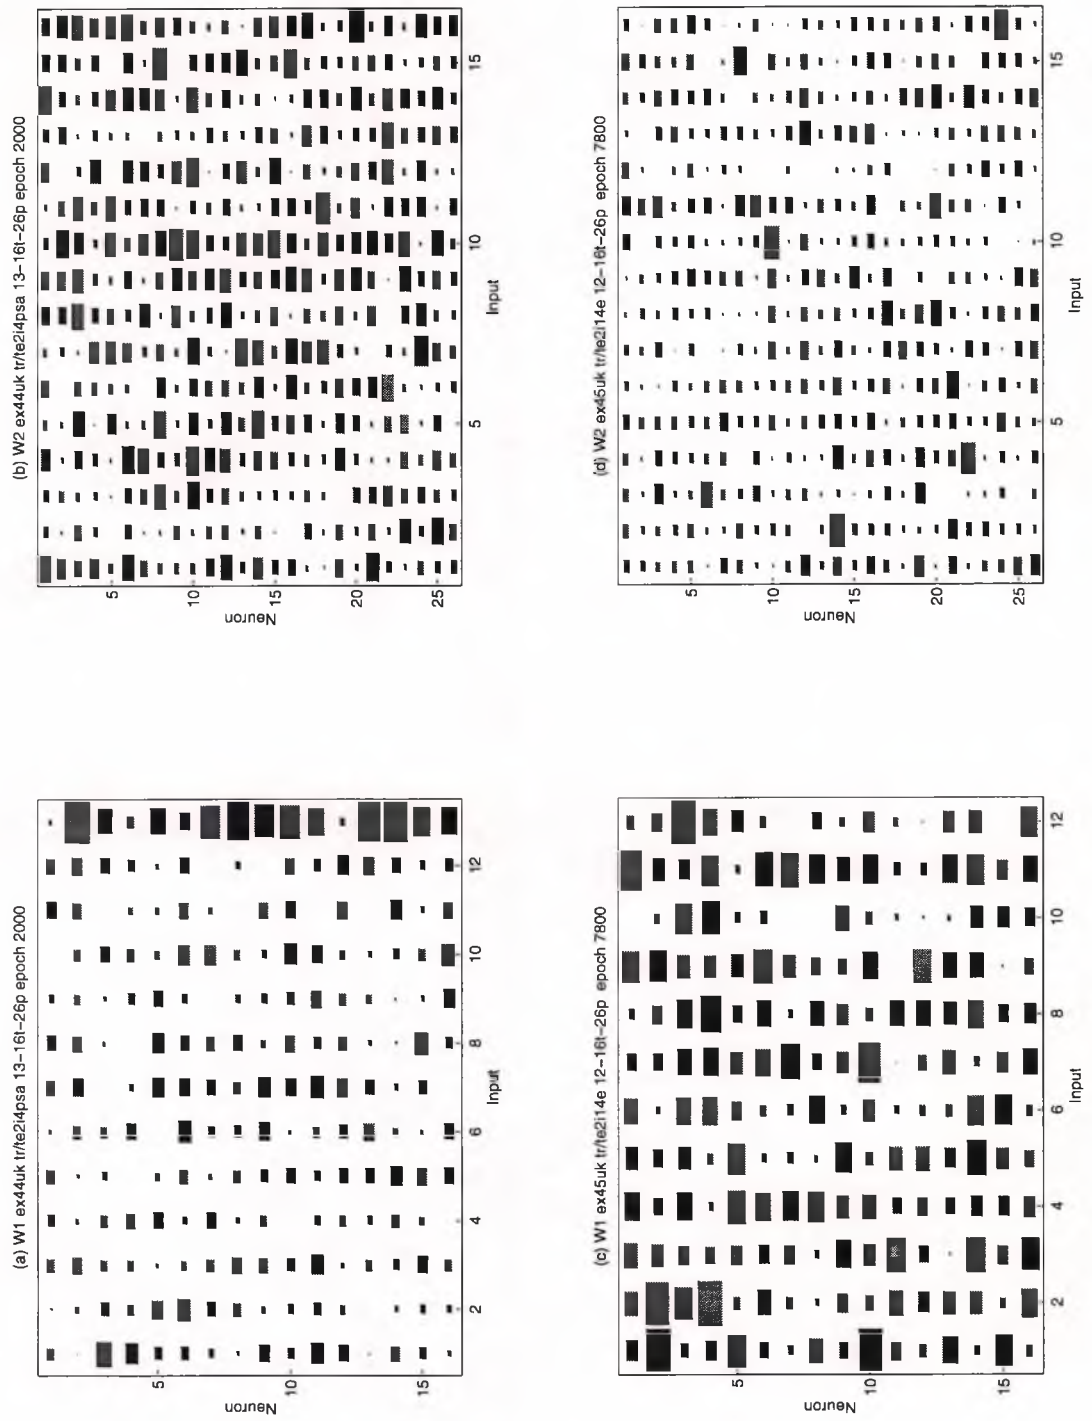 (a) W1 ex44uk tr/te2i4psa 13-16t-26p epoch 2000
Neuron
5
10
15
2
4
6
8
10
12
Input
(b) W2 ex44uk tr/te2i4psa 13-16t-26p epoch 2000
Neuron
5
10
15
20
25
5
10
15
Input
(c) W1 ex45uk tr/te2i14e 12-16t-26p epoch 7800
Neuron
5
10
15
2
4
6
8
10
12
Input
(d) W2 ex45uk tr/te2i14e 12-16t-26p epoch 7800
Neuron
5
10
15
20
25
5
10
15
Input